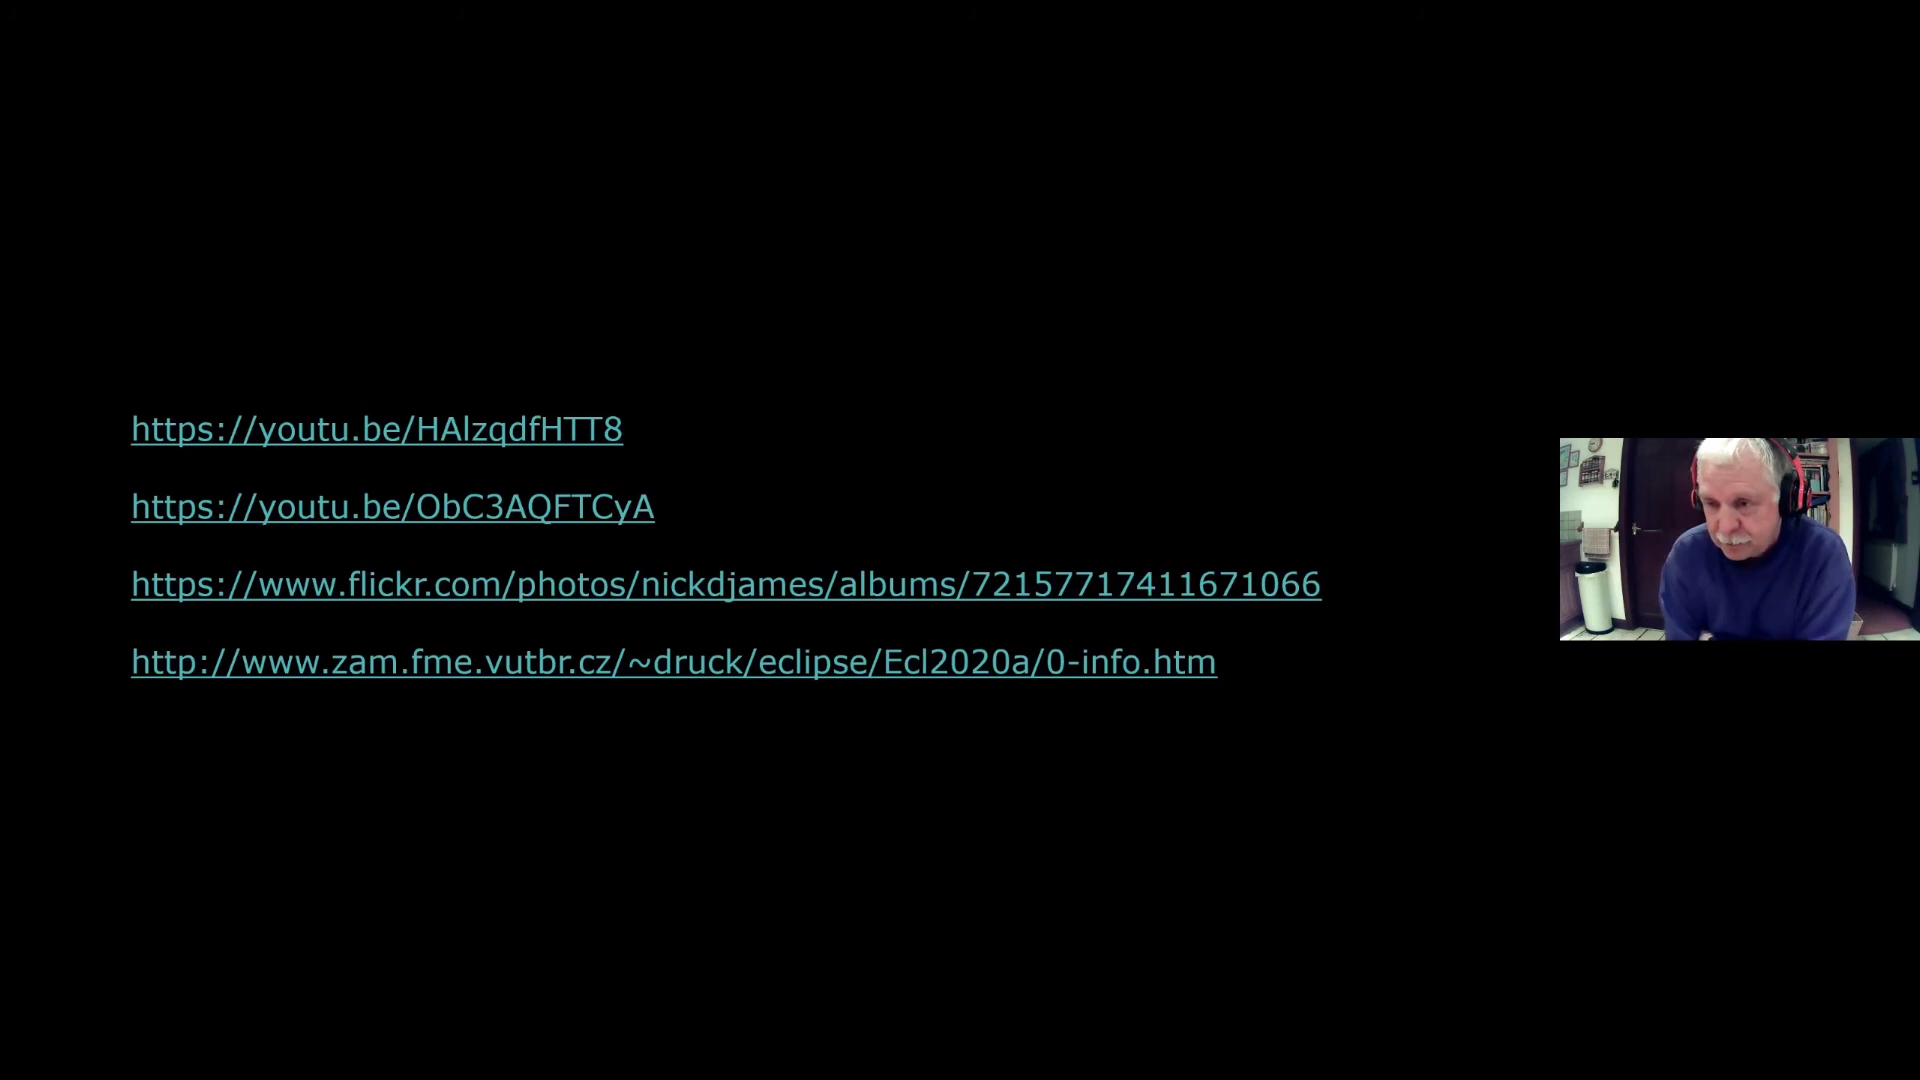 https://youtu.be/HAlzqdfHTT8
https://youtu.be/ObC3AQFTCyA
https://www.flickr.com/photos/nickdjames/albums/72157717411671066
http://www.zam.fme.vutbr.cz/~druck/eclipse/Ecl2020a/0-info.htm